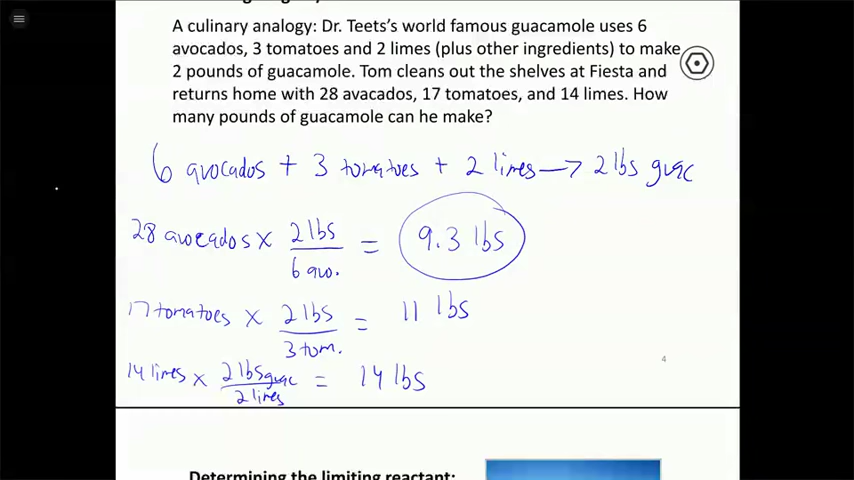 A culinary analogy: Dr. Teets's world famous guacamole uses 6
avocados, 3 tomatoes and 2 limes (plus other ingredients) to make
2 pounds of guacamole. Tom cleans out the shelves at Fiesta and
returns home with 28 avacados, 17 tomatoes, and 14 limes. How
many pounds of guacamole can he make?
6 avocados + 3 tomatoes + 2 limes → 2 lbs guac
28 avocados × 2 lbs / 6 avo. = 9.3 lbs
17 tomatoes × 2 lbs / 3 tom. = 11 lbs
14 limes × 2 lbs guac / 2 limes = 14 lbs
4
Determining the limiting reactant: